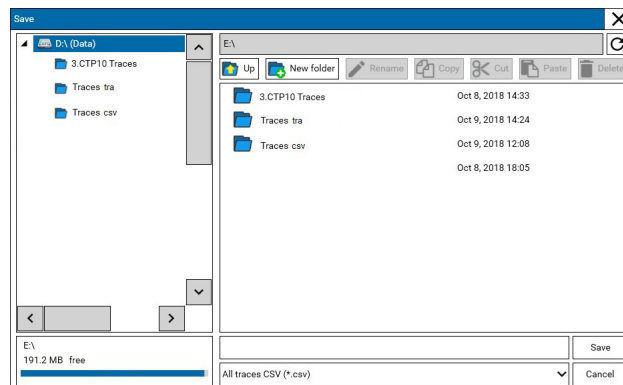 Save
D:\ (Data)
3.CTP10 Traces
Traces tra
Traces csv
E:\
191.2 MB free
E:\
Up New folder Rename Copy Cut Paste Delete
3.CTP10 Traces Oct 8, 2018 14:33
Traces tra Oct 9, 2018 14:24
Traces csv Oct 9, 2018 12:08
Oct 8, 2018 18:05
Save
All traces CSV (*.csv) Cancel